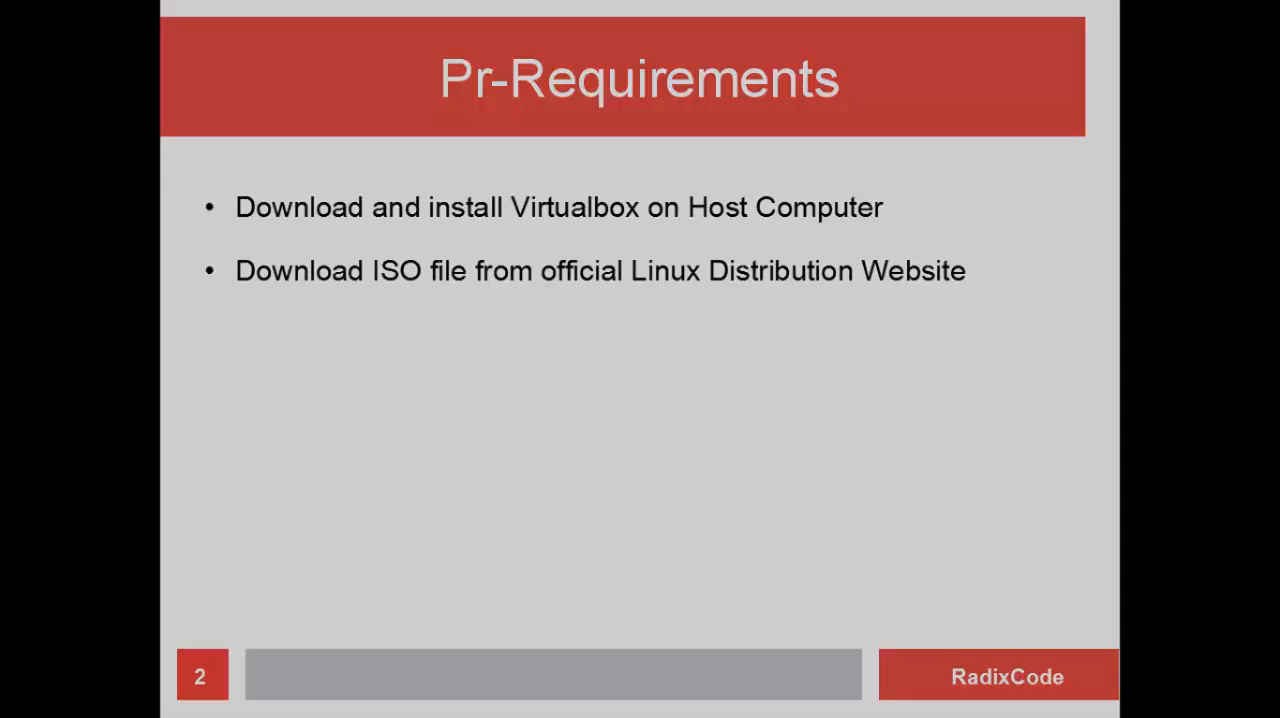 Pr-Requirements
• Download and install Virtualbox on Host Computer
• Download ISO file from official Linux Distribution Website
2
RadixCode